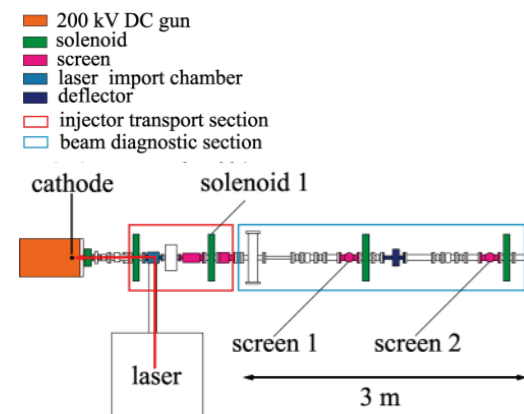 200 kV DC gun
solenoid
screen
laser import chamber
deflector
injector transport section
beam diagnostic section
cathode
solenoid 1
screen 1
screen 2
laser
3 m